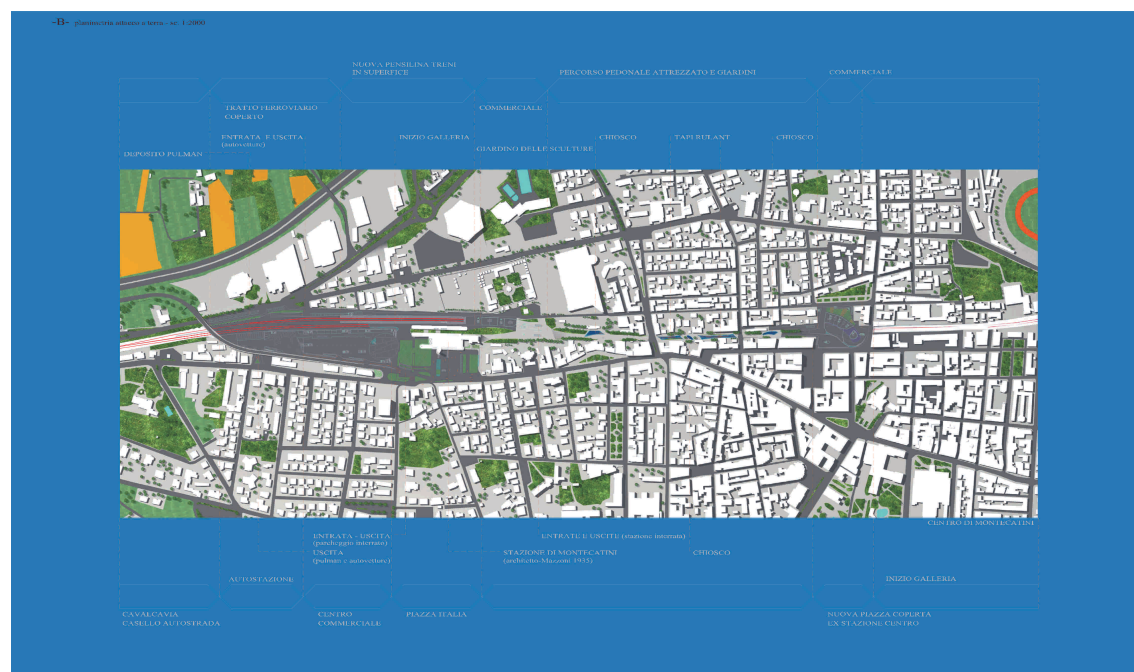 -B- planimetria attacco a terra - sc. 1:2000
NUOVA PENSILINA TRENI
IN SUPERFICE
PERCORSO PEDONALE ATTREZZATO E GIARDINI
COMMERCIALE
TRATTO FERROVIARIO
COPERTO
COMMERCIALE
ENTRATA E USCITA
(autovetture)
INIZIO GALLERIA
CHIOSCO
TAPI RULANT
CHIOSCO
DEPOSITO PULMAN
GIARDINO DELLE SCULTURE
CENTRO DI MONTECATINI
ENTRATA - USCITA
(parcheggio interrato)
ENTRATE E USCITE (stazione interrata)
USCITA
(pulman e autovetture)
STAZIONE DI MONTECATINI
(architetto Mazzoni 1935)
CHIOSCO
AUTOSTAZIONE
INIZIO GALLERIA
CAVALCAVIA
CASELLO AUTOSTRADA
CENTRO
COMMERCIALE
PIAZZA ITALIA
NUOVA PIAZZA COPERTA
EX STAZIONE CENTRO